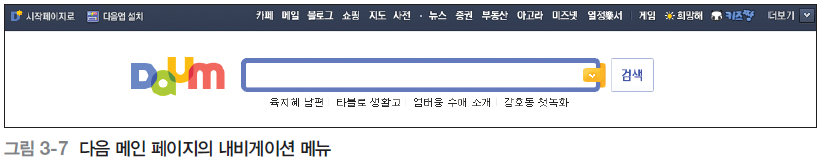 시작페이지로 다음앱 설치 카페 메일 블로그 쇼핑 지도 사전 · 뉴스 증권 부동산 아고라 미즈넷 열정樂서 게임 희망해 키즈짱 더보기
Daum 검색
육지혜 남편 타블로 생활고 엄태웅 수애 소개 강호동 첫녹화
그림 3-7 다음 메인 페이지의 내비게이션 메뉴